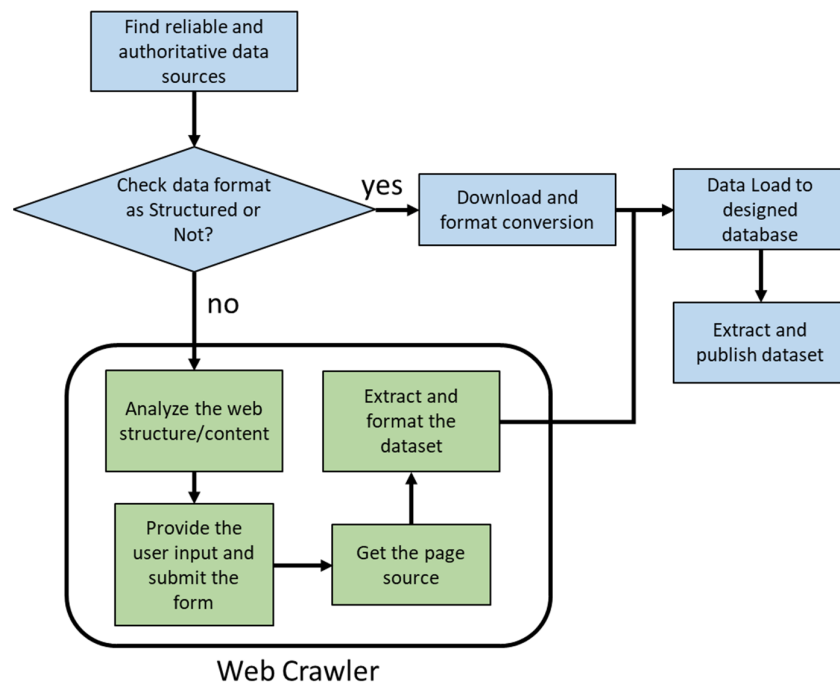 Find reliable and
authoritative data
sources
Check data format
as Structured or
Not?
yes
Download and
format conversion
Data Load to
designed
database
Extract and
publish dataset
no
Analyze the web
structure/content
Provide the
user input and
submit the
form
Get the page
source
Extract and
format the
dataset
Web Crawler